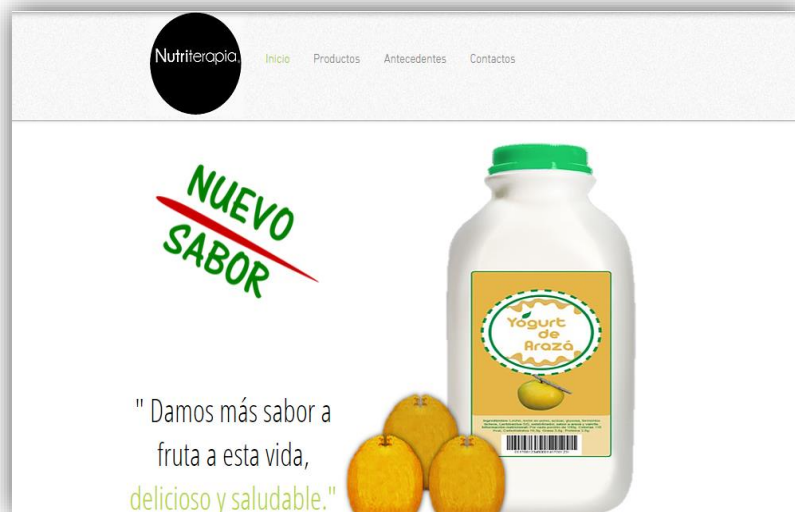 Nutriterapia
Inicio Productos Antecedentes Contactos
NUEVO
SABOR
Yogurt
de
Arazá
" Damos más sabor a
fruta a esta vida,
delicioso y saludable."